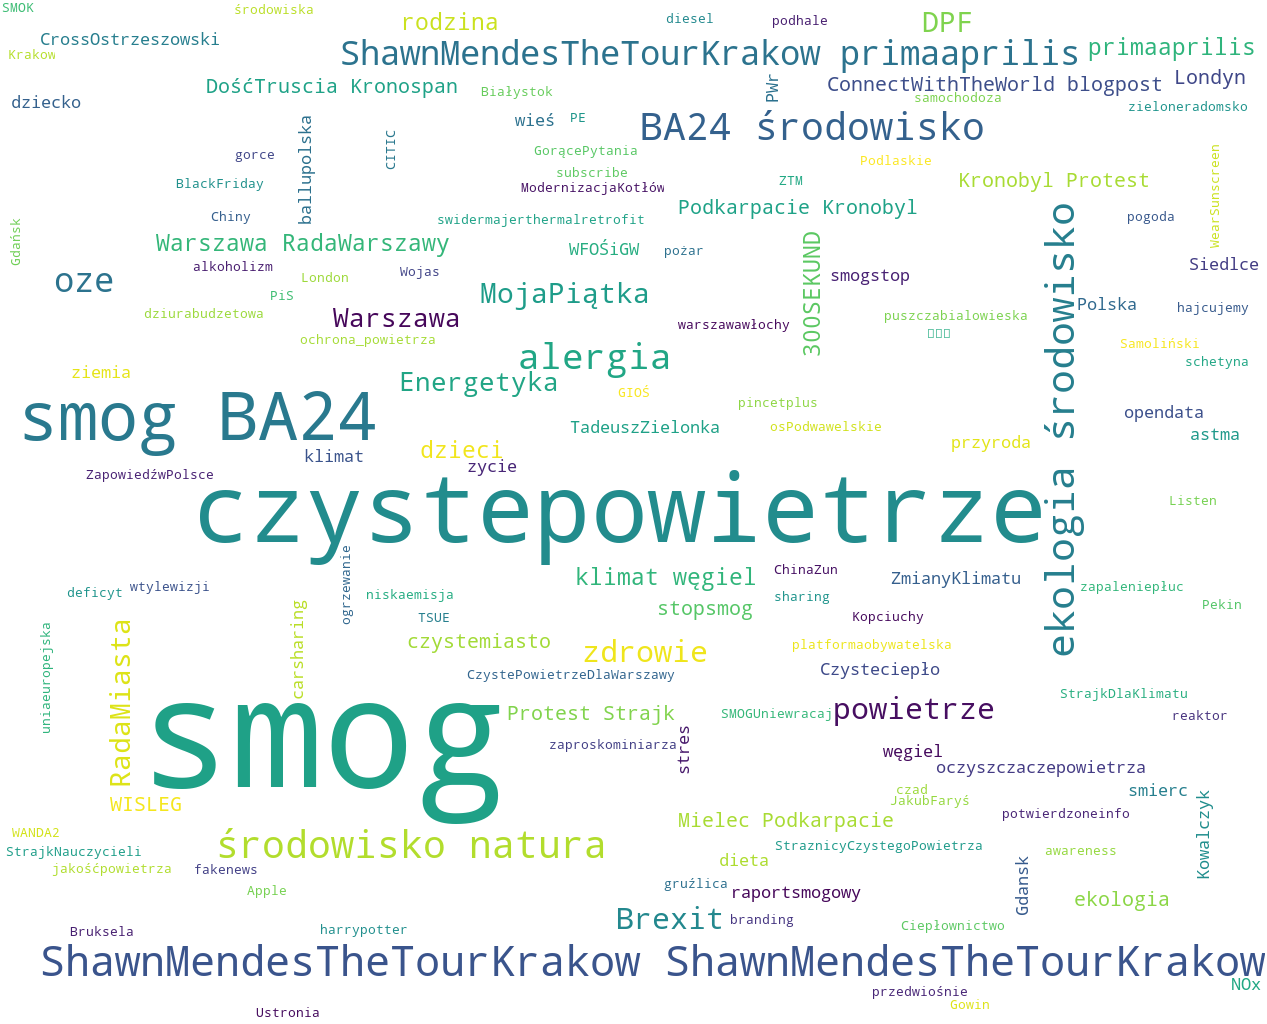 SMOK
środowiska
rodzina
diesel
podhale
DPF
CrossOstrzeszowski
Krakow
ShawnMendesTheTourKrakow primaaprilis
primaaprilis
DośćTruscia Kronospan
Białystok
PWr
ConnectWithTheWorld blogpost
Londyn
dziecko
samochodoza
zieloneradomsko
wieś
PE
BA24 środowisko
ballupolska
CITIC
gorce
GorącePytania
Podlaskie
WearSunscreen
BlackFriday
subscribe
ModernizacjaKotłów
ZTM
Kronobyl Protest
Chiny
swidermajerthermalretrofit
Podkarpacie Kronobyl
pogoda
Gdańsk
Warszawa RadaWarszawy
WFOŚiGW
pożar
300SEKUND
ekologia środowisko
alkoholizm
London
Wojas
smogstop
Siedlce
oze
PiS
MojaPiątka
Polska
hajcujemy
dziurabudzetowa
Warszawa
warszawawłochy
puszczabialowieska
ochrona_powietrza
Samoliński
schetyna
ziemia
alergia
Energetyka
GIOŚ
pincetplus
smog BA24
opendata
TadeuszZielonka
osPodwawelskie
astma
dzieci
przyroda
klimat
zycie
ZapowiedźwPolsce
czystepowietrze
Listen
ogrzewanie
klimat węgiel
ChinaZun
ZmianyKlimatu
zapaleniepłuc
deficyt
wtylewizji
niskaemisja
sharing
stopsmog
Pekin
carsharing
TSUE
Kopciuchy
uniaeuropejska
RadaMiasta
czystemiasto
zdrowie
platformaobywatelska
CzystePowietrzeDlaWarszawy
Czysteciepło
StrajkDlaKlimatu
smog
Protest Strajk
SMOGUniewracaj
powietrze
reaktor
zaproskominiarza
stres
węgiel
oczyszczaczepowietrza
WISLEG
czad
JakubFaryś
smierc
Kowalczyk
potwierdzoneinfo
Mielec Podkarpacie
WANDA2
środowisko natura
StrajkNauczycieli
StraznicyCzystegoPowietrza
awareness
jakośćpowietrza
fakenews
dieta
Gdansk
Apple
gruźlica
raportsmogowy
ekologia
Brexit
branding
Ciepłownictwo
Bruksela
harrypotter
ShawnMendesTheTourKrakow ShawnMendesTheTourKrakow
przedwiośnie
NOx
Gowin
Ustronia